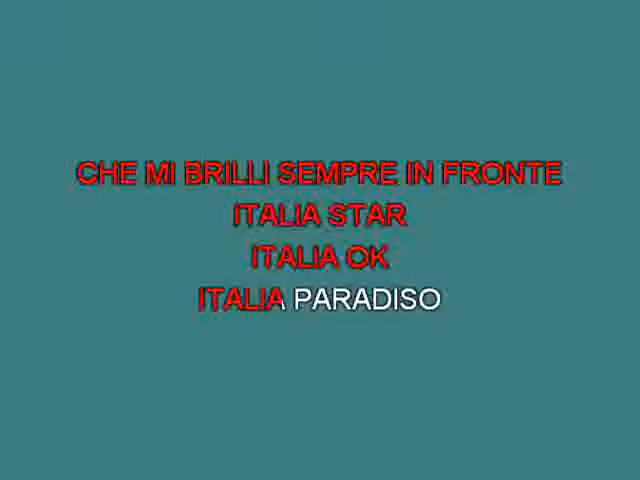 CHE MI BRILLI SEMPRE IN FRONTE
ITALIA STAR
ITALIA OK
ITALIA PARADISO